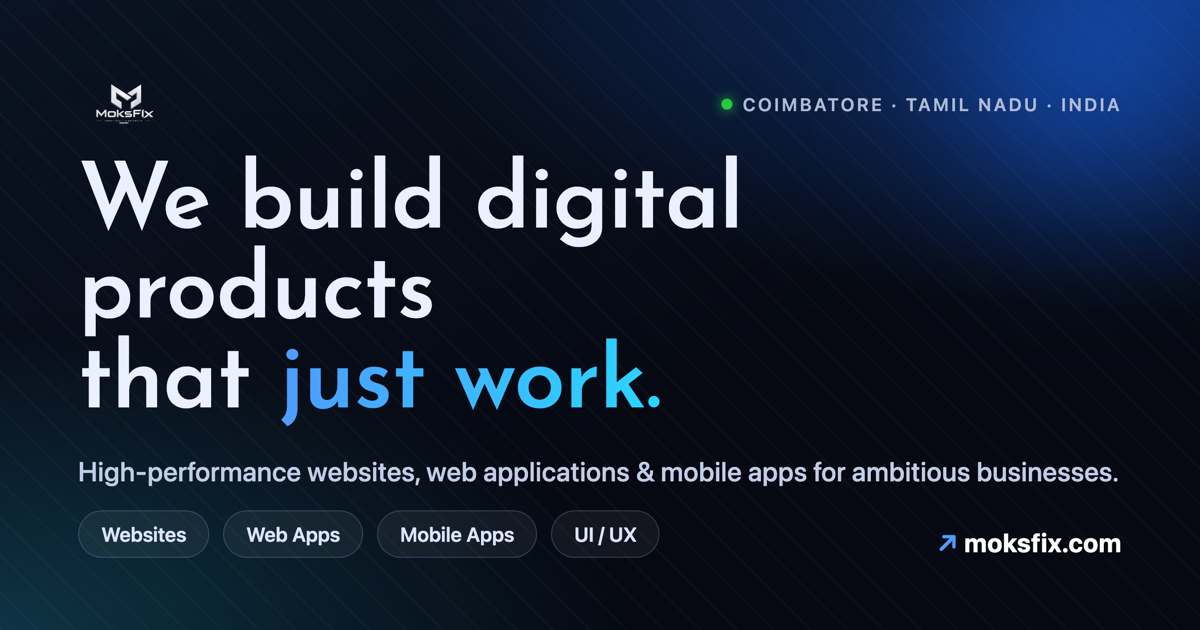 MoksFix
COIMBATORE · TAMIL NADU · INDIA
We build digital
products
that just work.
High-performance websites, web applications & mobile apps for ambitious businesses.
Websites
Web Apps
Mobile Apps
UI / UX
↗ moksfix.com